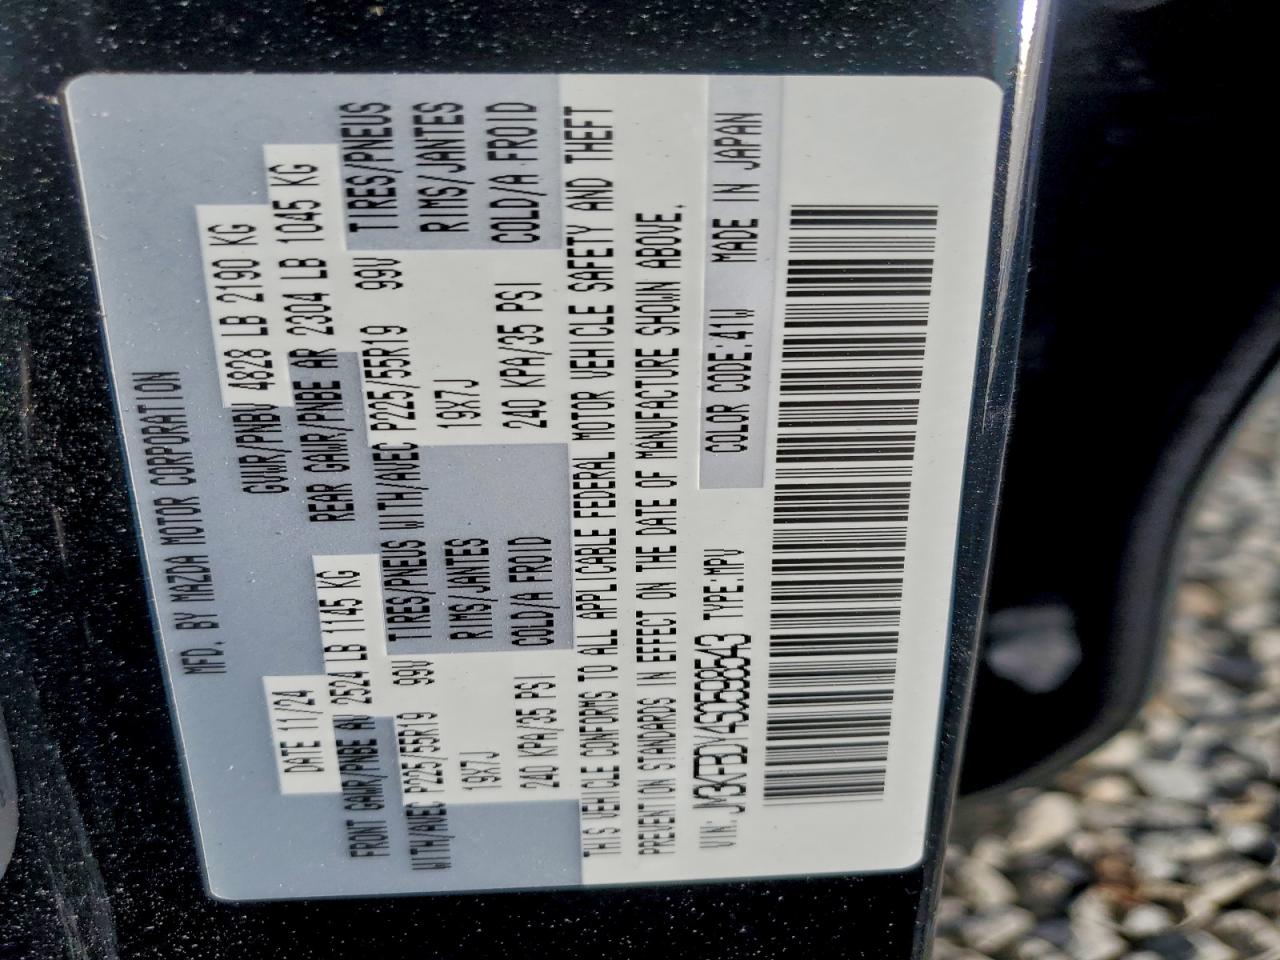 MFD. BY MAZDA MOTOR CORPORATION
DATE 11/24 GVWR/PNBV 4828 LB 2190 KG
FRONT GAWR/PNBE AV 2524 LB 1145 KG REAR GAWR/PNBE AR 2304 LB 1045 KG
WITH/AVEC P225/55R19 99V TIRES/PNEUS WITH/AVEC P225/55R19 99V TIRES/PNEUS
19X7J RIMS/JANTES 19X7J RIMS/JANTES
240 KPA/35 PSI COLD/A FROID 240 KPA/35 PSI COLD/A FROID
THIS VEHICLE CONFORMS TO ALL APPLICABLE FEDERAL MOTOR VEHICLE SAFETY AND THEFT
PREVENTION STANDARDS IN EFFECT ON THE DATE OF MANUFACTURE SHOWN ABOVE.
VIN: TYPE:MPV COLOR CODE:41W MADE IN JAPAN